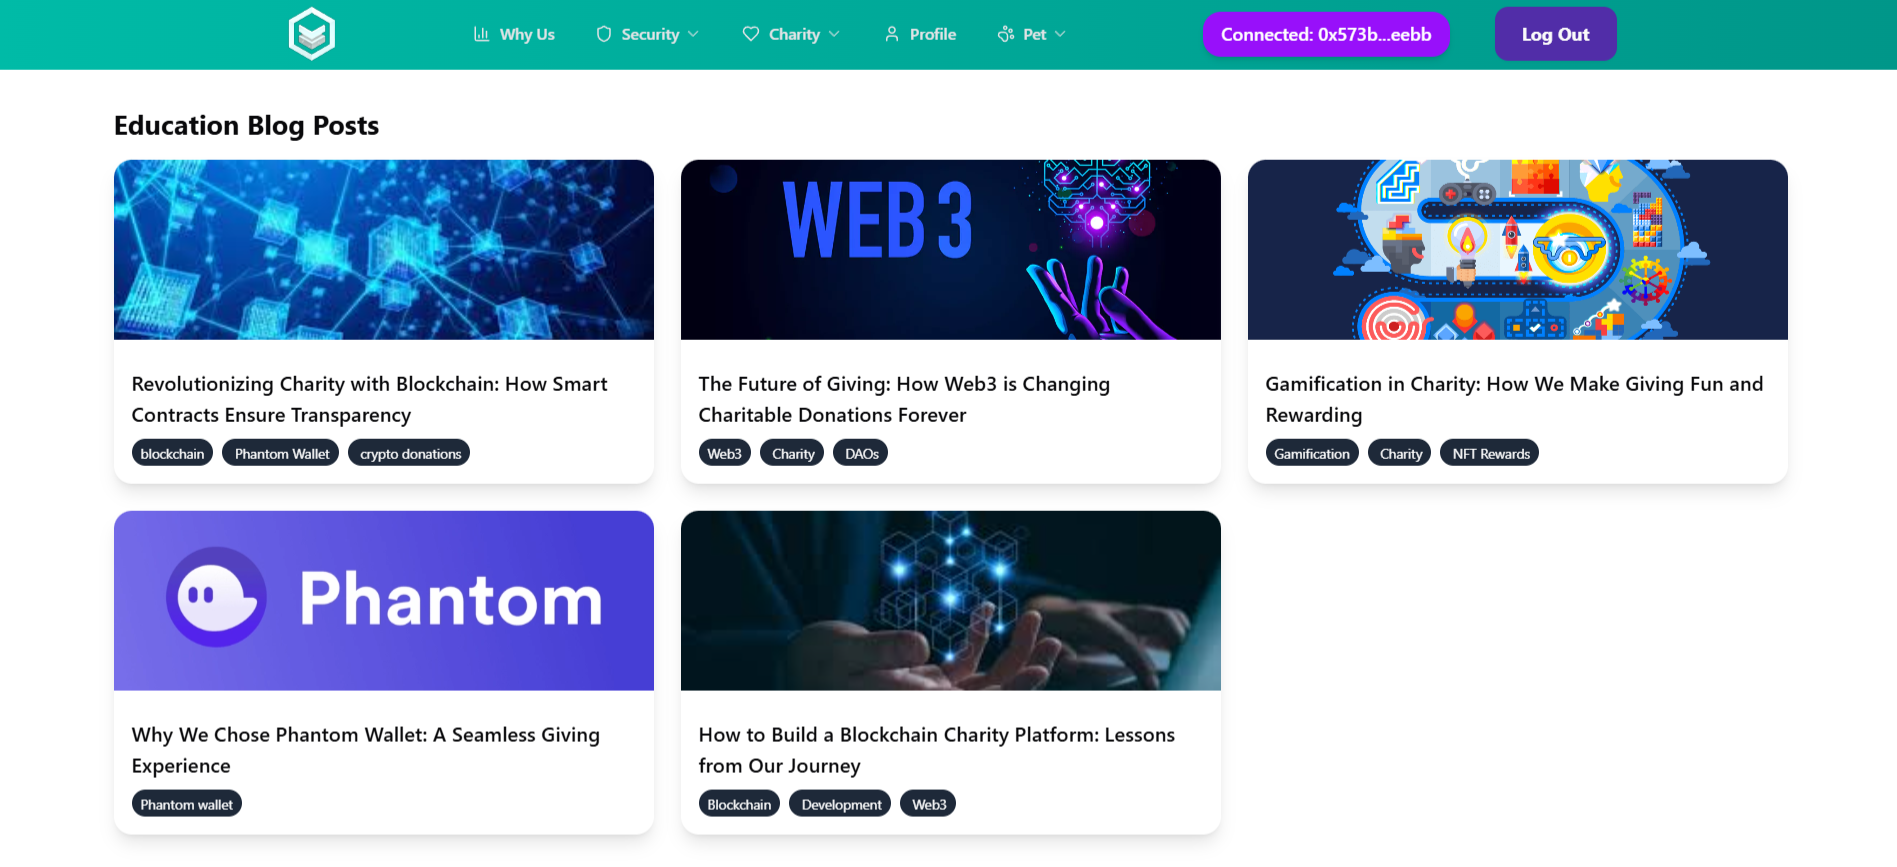 Why Us
Security
Charity
Profile
Pet
Connected: 0x573b...eebb
Log Out
Education Blog Posts
WEB3
Revolutionizing Charity with Blockchain: How Smart
Contracts Ensure Transparency
blockchain
Phantom Wallet
crypto donations
The Future of Giving: How Web3 is Changing
Charitable Donations Forever
Web3
Charity
DAOs
Gamification in Charity: How We Make Giving Fun and
Rewarding
Gamification
Charity
NFT Rewards
Phantom
Why We Chose Phantom Wallet: A Seamless Giving
Experience
Phantom wallet
How to Build a Blockchain Charity Platform: Lessons
from Our Journey
Blockchain
Development
Web3